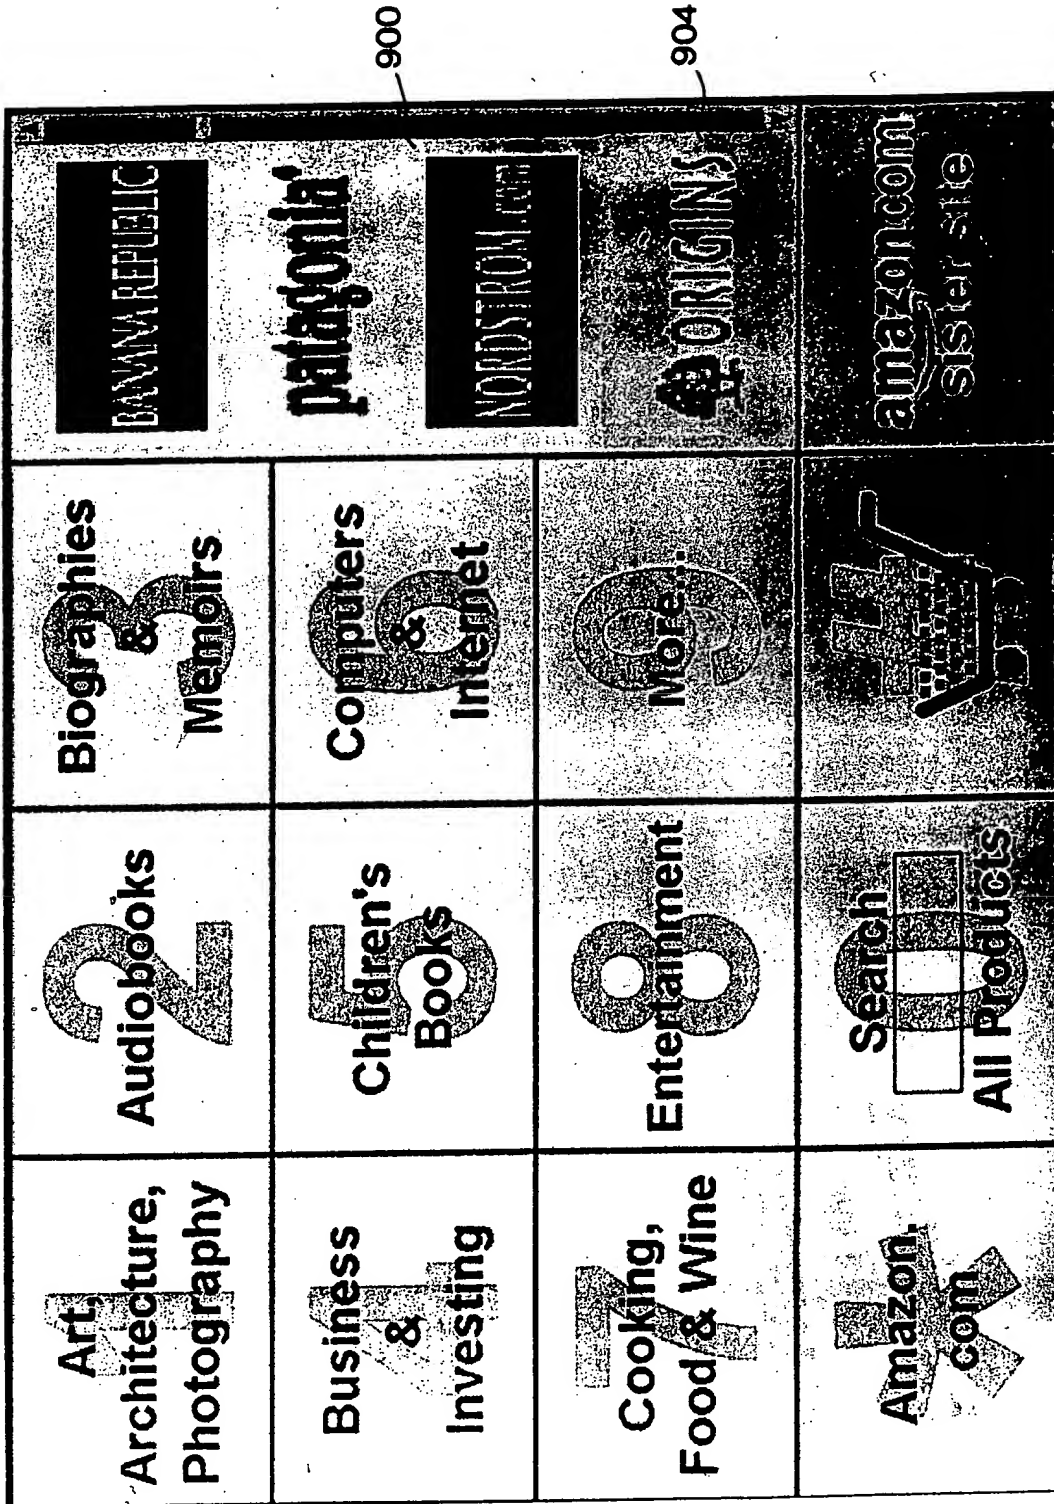 1
Art,
Architecture,
Photography
2
Audiobooks
3
Biographies
&
Memoirs
BANANA REPUBLIC
4
Business
&
Investing
5
Children's
Books
6
Computers
&
Internet
patagonia
900
NORDSTROM.com
7
Cooking,
Food & Wine
8
Entertainment
9
More...
ORIGINS
904
*
Amazon.
com
0
Search
All Products
#
amazon.com
sister site